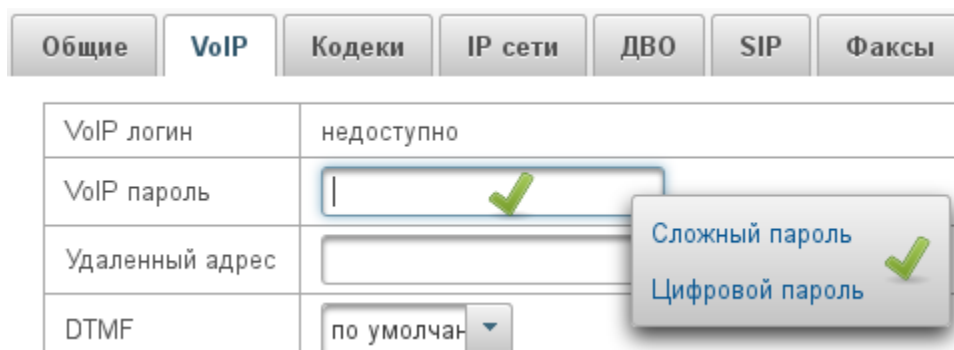 Общие VoIP Кодеки IP сети ДВО SIP Факсы
VoIP логин недоступно
VoIP пароль
Сложный пароль
Удаленный адрес
Цифровой пароль
DTMF по умолчан